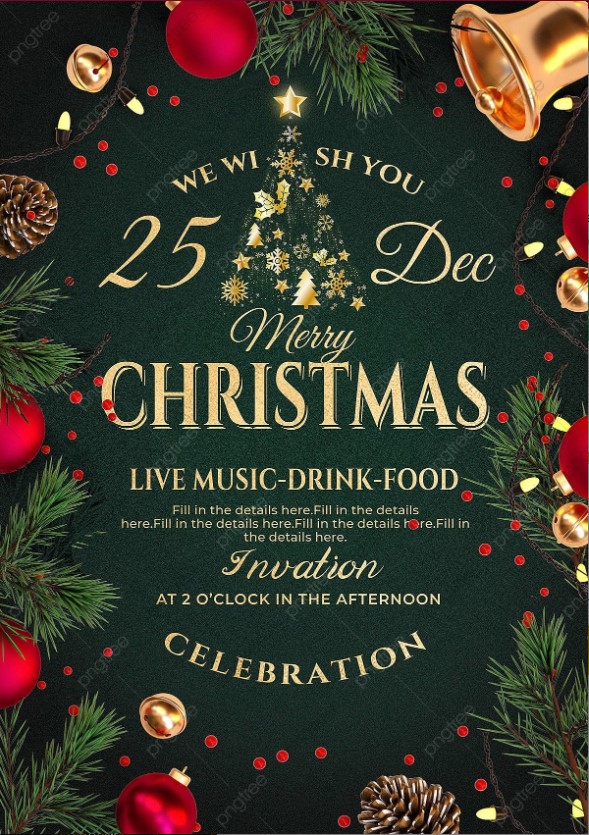 WE WI SH YOU
25 Dec
Merry
CHRISTMAS
LIVE MUSIC-DRINK-FOOD
Fill in the details here.Fill in the details
here.Fill in the details here.Fill in the details here.Fill in
the details here.
Invation
AT 2 O'CLOCK IN THE AFTERNOON
CELEBRATION
pngtree